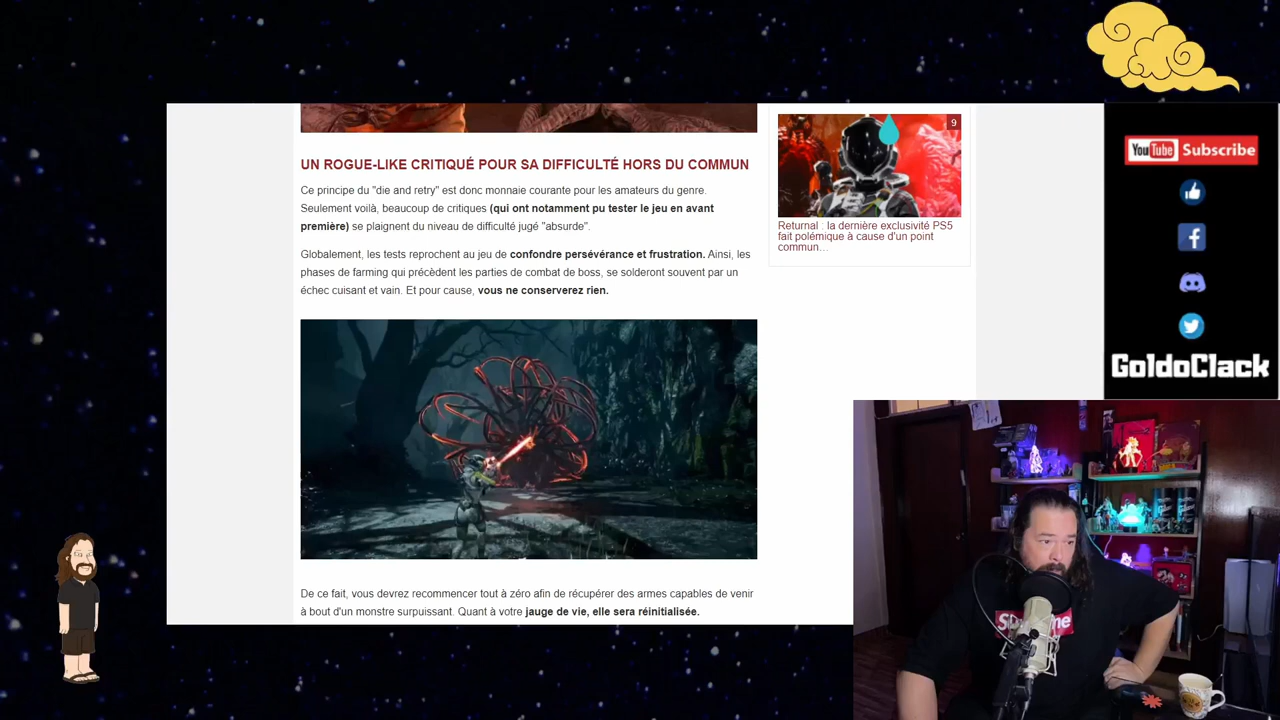 UN ROGUE-LIKE CRITIQUÉ POUR SA DIFFICULTÉ HORS DU COMMUN
Ce principe du "die and retry" est donc monnaie courante pour les amateurs du genre.
Seulement voilà, beaucoup de critiques (qui ont notamment pu tester le jeu en avant
première) se plaignent du niveau de difficulté jugé "absurde".
Globalement, les tests reprochent au jeu de confondre persévérance et frustration. Ainsi, les
phases de farming qui précèdent les parties de combat de boss, se solderont souvent par un
échec cuisant et vain. Et pour cause, vous ne conserverez rien.
De ce fait, vous devrez recommencer tout à zéro afin de récupérer des armes capables de venir
à bout d'un monstre surpuissant. Quant à votre jauge de vie, elle sera réinitialisée.
9
Returnal : la dernière exclusivité PS5
fait polémique à cause d'un point
commun…
YouTube Subscribe
GoldoClack